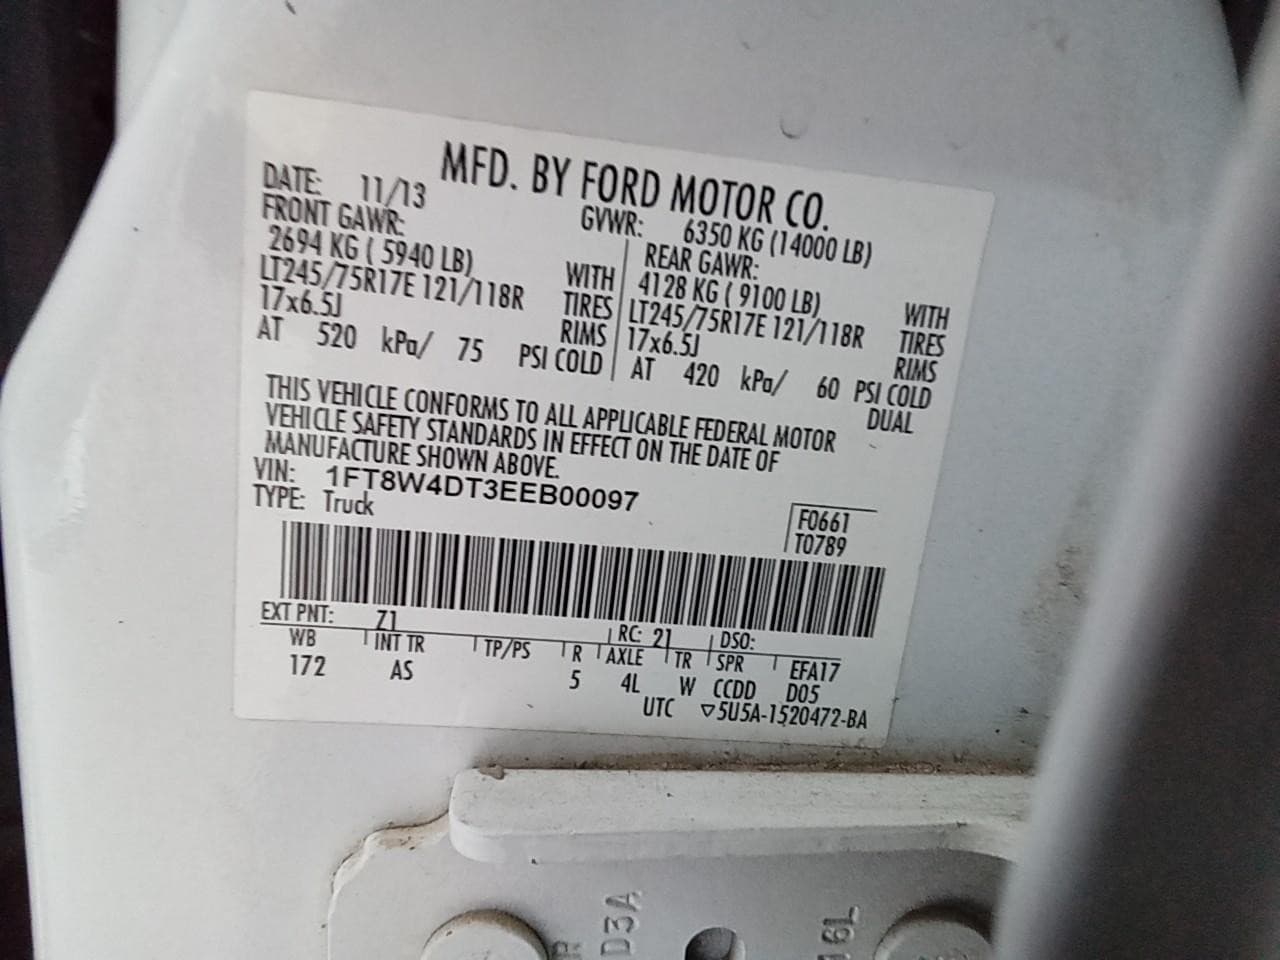 MFD. BY FORD MOTOR CO.
DATE: 11/13 GVWR: 6350 KG (14000 LB)
FRONT GAWR: REAR GAWR:
2694 KG ( 5940 LB) WITH 4128 KG ( 9100 LB) WITH
LT245/75R17E 121/118R TIRES LT245/75R17E 121/118R TIRES
17x6.5J RIMS 17x6.5J RIMS
AT 520 kPa/ 75 PSI COLD AT 420 kPa/ 60 PSI COLD
DUAL
THIS VEHICLE CONFORMS TO ALL APPLICABLE FEDERAL MOTOR
VEHICLE SAFETY STANDARDS IN EFFECT ON THE DATE OF
MANUFACTURE SHOWN ABOVE.
VIN: 1FT8W4DT3EEB00097
TYPE: Truck
F0661
T0789
EXT PNT: Z1 RC: 21 DSO:
WB INT TR TP/PS R AXLE TR SPR EFA17
172 AS 5 4L W CCDD D05
UTC ▽5U5A-1520472-BA
D3A
16L